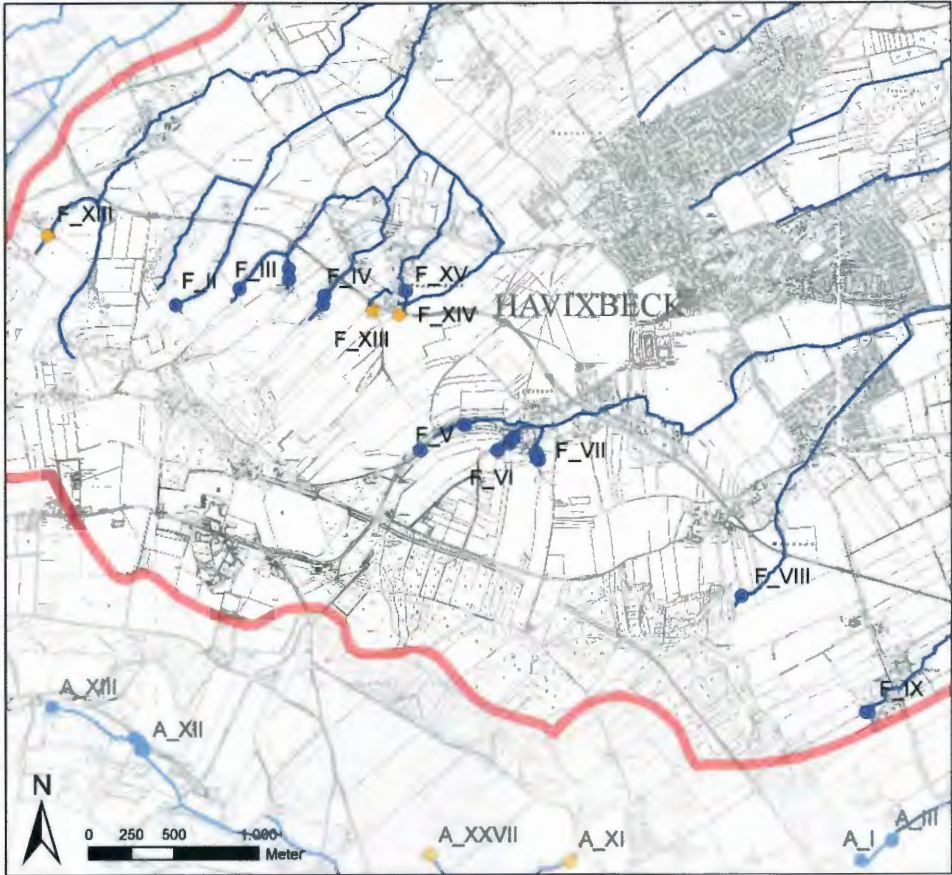 F_XIII
F_II
F_III
F_IV
F_XV
F_XIII
F_XIV
HAVIXBECK
F_V
F_VI
F_VII
F_VIII
F_IX
A_XIII
A_XII
N
0 250 500 1.000
Meter
A_XXVII
A_XI
A_I
A_III